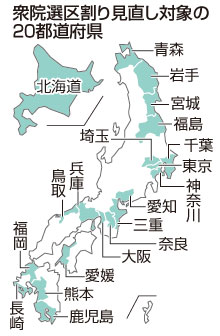 衆院選区割り見直し対象の
20都道府県
青森
北海道
岩手
宮城
福島
埼玉
千葉
東京
神奈川
兵庫
鳥取
愛知
三重
奈良
大阪
福岡
愛媛
熊本
長崎
鹿児島